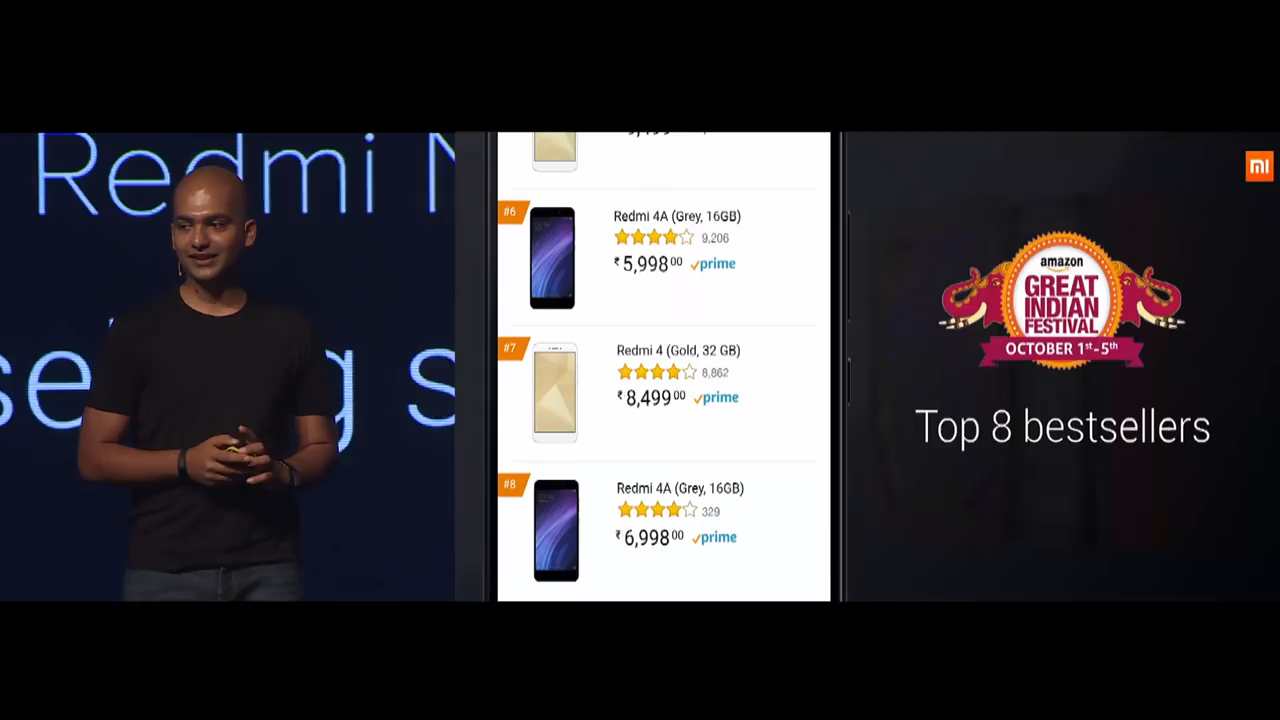 Redmi N
se g s
#6
Redmi 4A (Grey, 16GB)
9,206
₹ 5,998 00 prime
#7
Redmi 4 (Gold, 32 GB)
8,862
₹ 8,499 00 prime
#8
Redmi 4A (Grey, 16GB)
329
₹ 6,998 00 prime
mi
amazon
GREAT
INDIAN
FESTIVAL
OCTOBER 1st-5th
Top 8 bestsellers